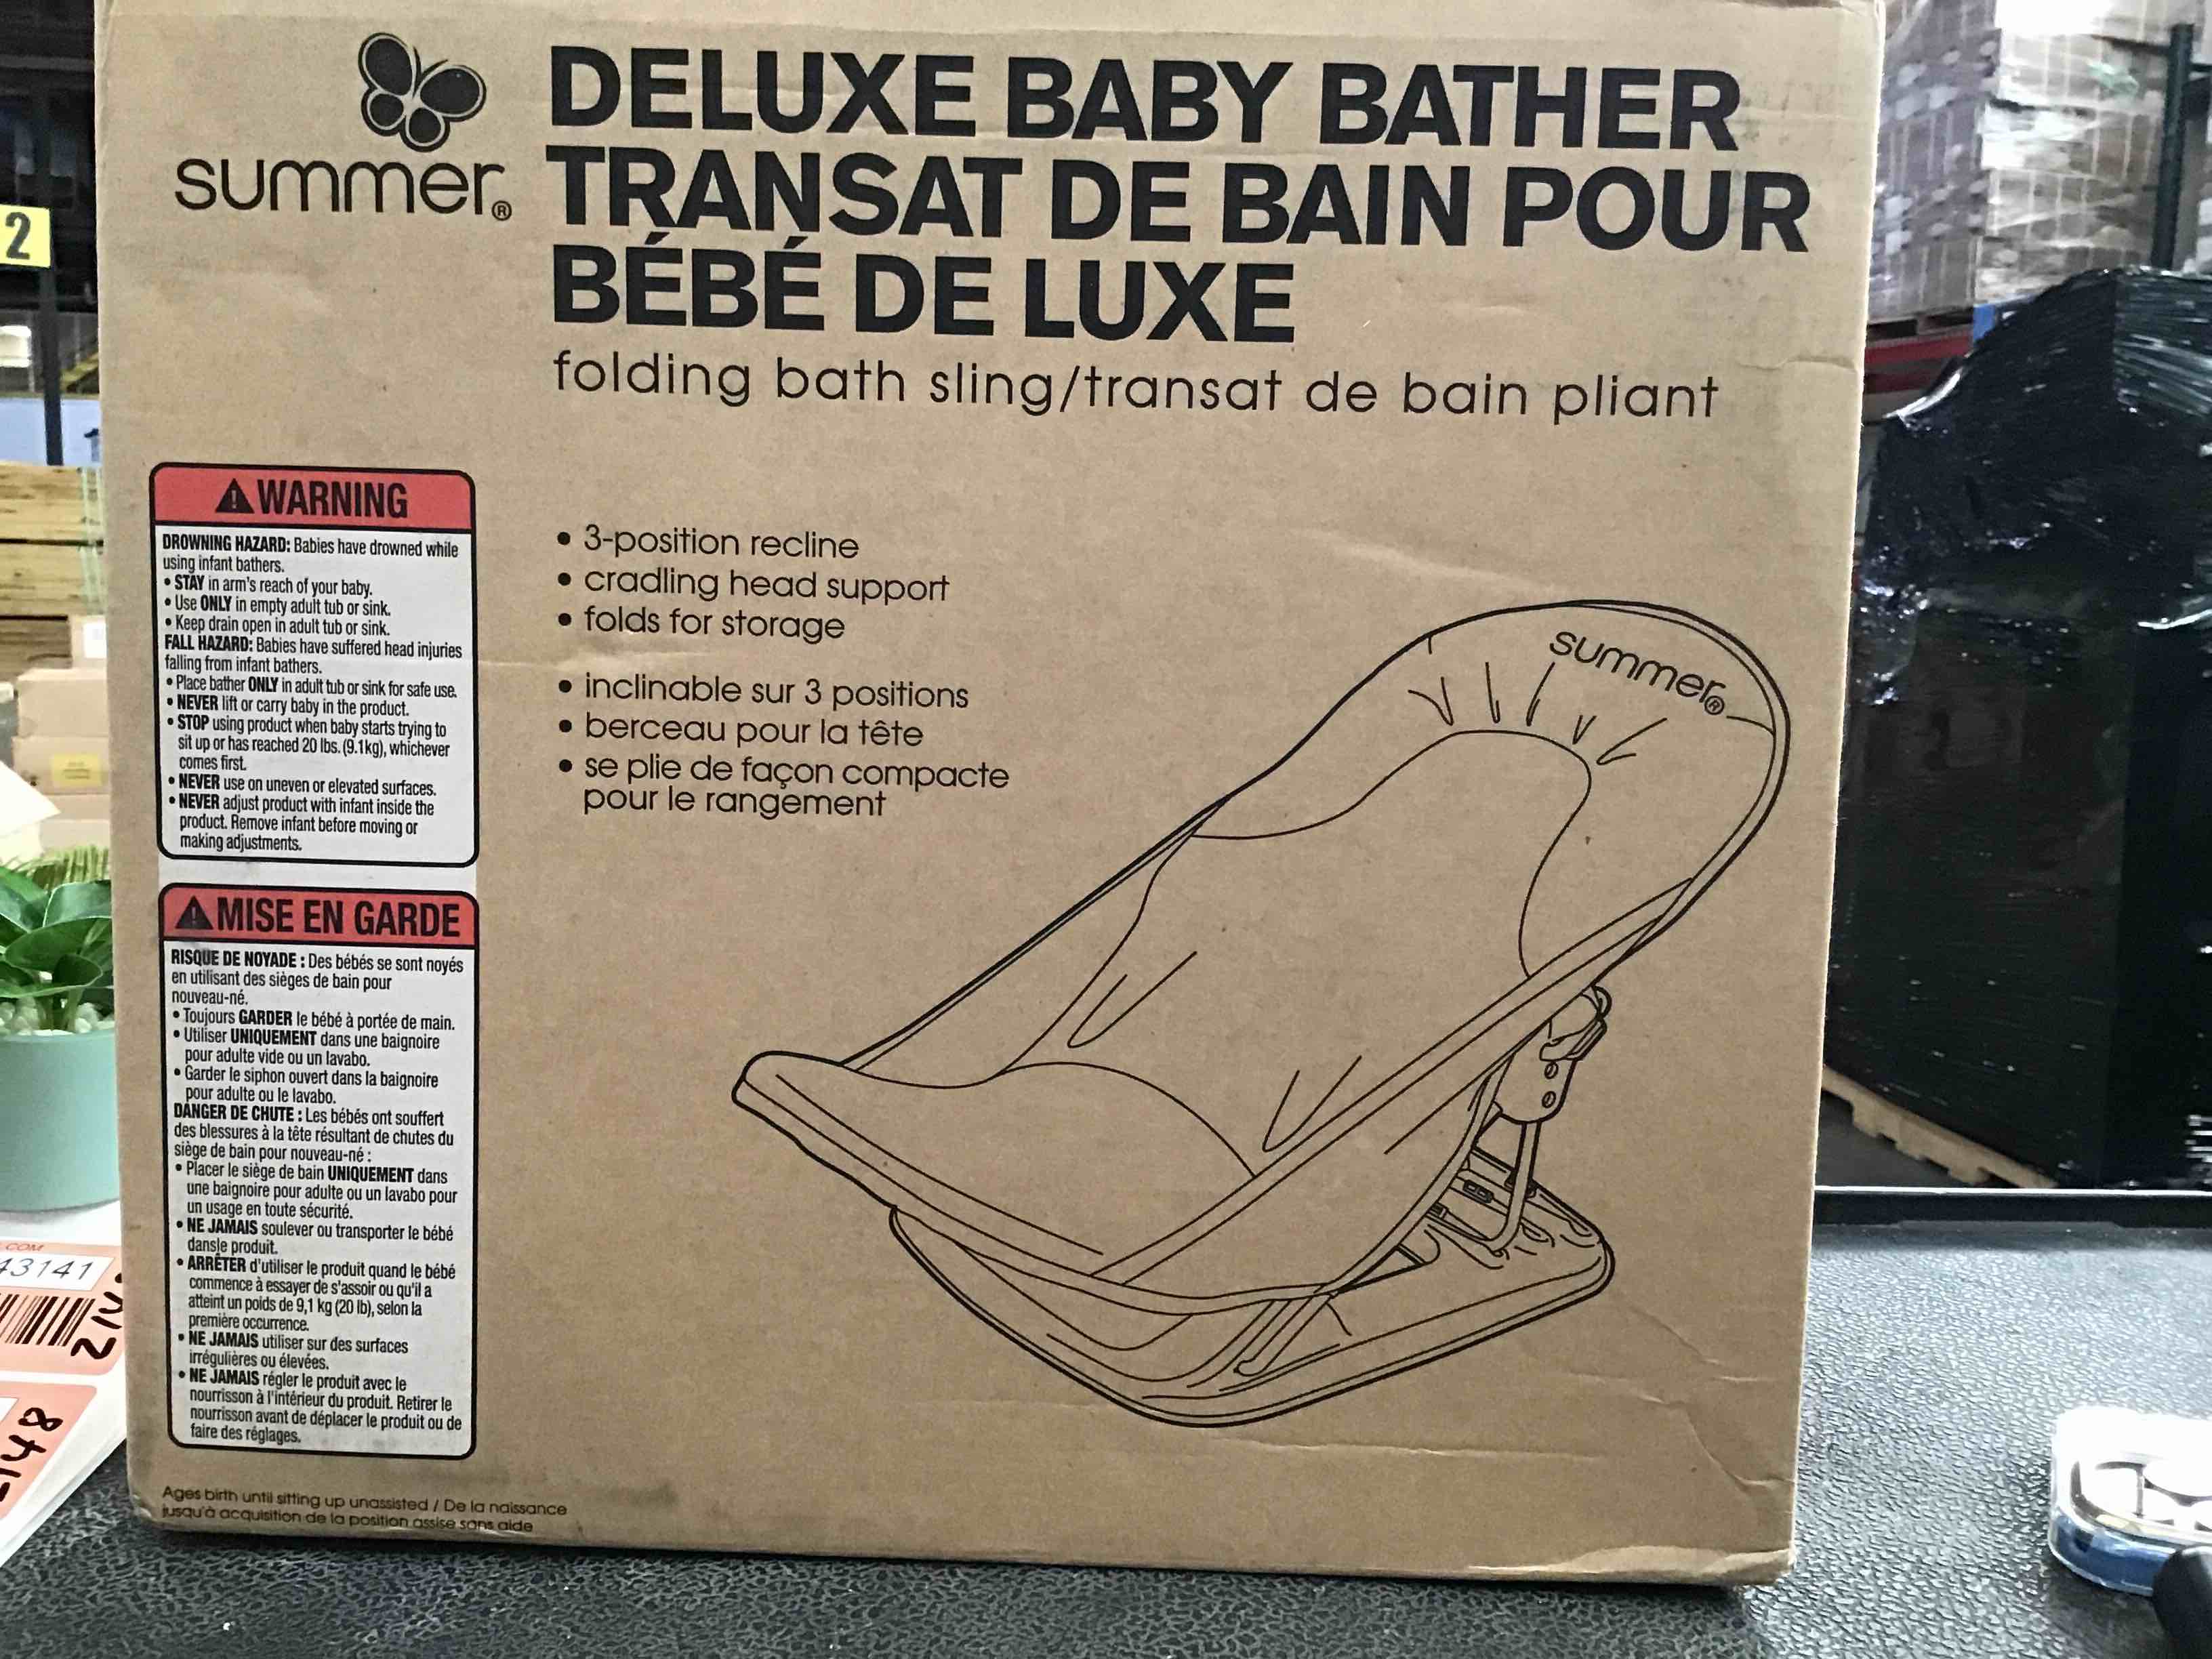 summer®
DELUXE BABY BATHER
TRANSAT DE BAIN POUR
BÉBÉ DE LUXE
folding bath sling/transat de bain pliant
⚠WARNING
DROWNING HAZARD: Babies have drowned while
using infant bathers.
• STAY in arm's reach of your baby.
• Use ONLY in empty adult tub or sink.
• Keep drain open in adult tub or sink.
FALL HAZARD: Babies have suffered head injuries
falling from infant bathers.
• Place bather ONLY in adult tub or sink for safe use.
• NEVER lift or carry baby in the product.
• STOP using product when baby starts trying to
sit up or has reached 20 lbs. (9.1kg), whichever
comes first.
• NEVER use on uneven or elevated surfaces.
• NEVER adjust product with infant inside the
product. Remove infant before moving or
making adjustments.
⚠MISE EN GARDE
RISQUE DE NOYADE : Des bébés se sont noyés
en utilisant des sièges de bain pour
nouveau-né.
• Toujours GARDER le bébé à portée de main.
• Utiliser UNIQUEMENT dans une baignoire
pour adulte vide ou un lavabo.
• Garder le siphon ouvert dans la baignoire
pour adulte ou le lavabo.
DANGER DE CHUTE : Les bébés ont souffert
des blessures à la tête résultant de chutes du
siège de bain pour nouveau-né :
• Placer le siège de bain UNIQUEMENT dans
une baignoire pour adulte ou un lavabo pour
un usage en toute sécurité.
• NE JAMAIS soulever ou transporter le bébé
dans le produit.
• ARRÊTER d'utiliser le produit quand le bébé
commence à essayer de s'assoir ou qu'il a
atteint un poids de 9,1 kg (20 lb), selon la
première occurrence.
• NE JAMAIS utiliser sur des surfaces
irrégulières ou élevées.
• NE JAMAIS régler le produit avec le
nourrisson à l'intérieur du produit. Retirer le
nourrisson avant de déplacer le produit ou de
faire des réglages.
• 3-position recline
• cradling head support
• folds for storage
• inclinable sur 3 positions
• berceau pour la tête
• se plie de façon compacte
pour le rangement
summer®
Ages birth until sitting up unassisted / De la naissance
jusqu'à acquisition de la position assise sans aide
2
.COM
43141